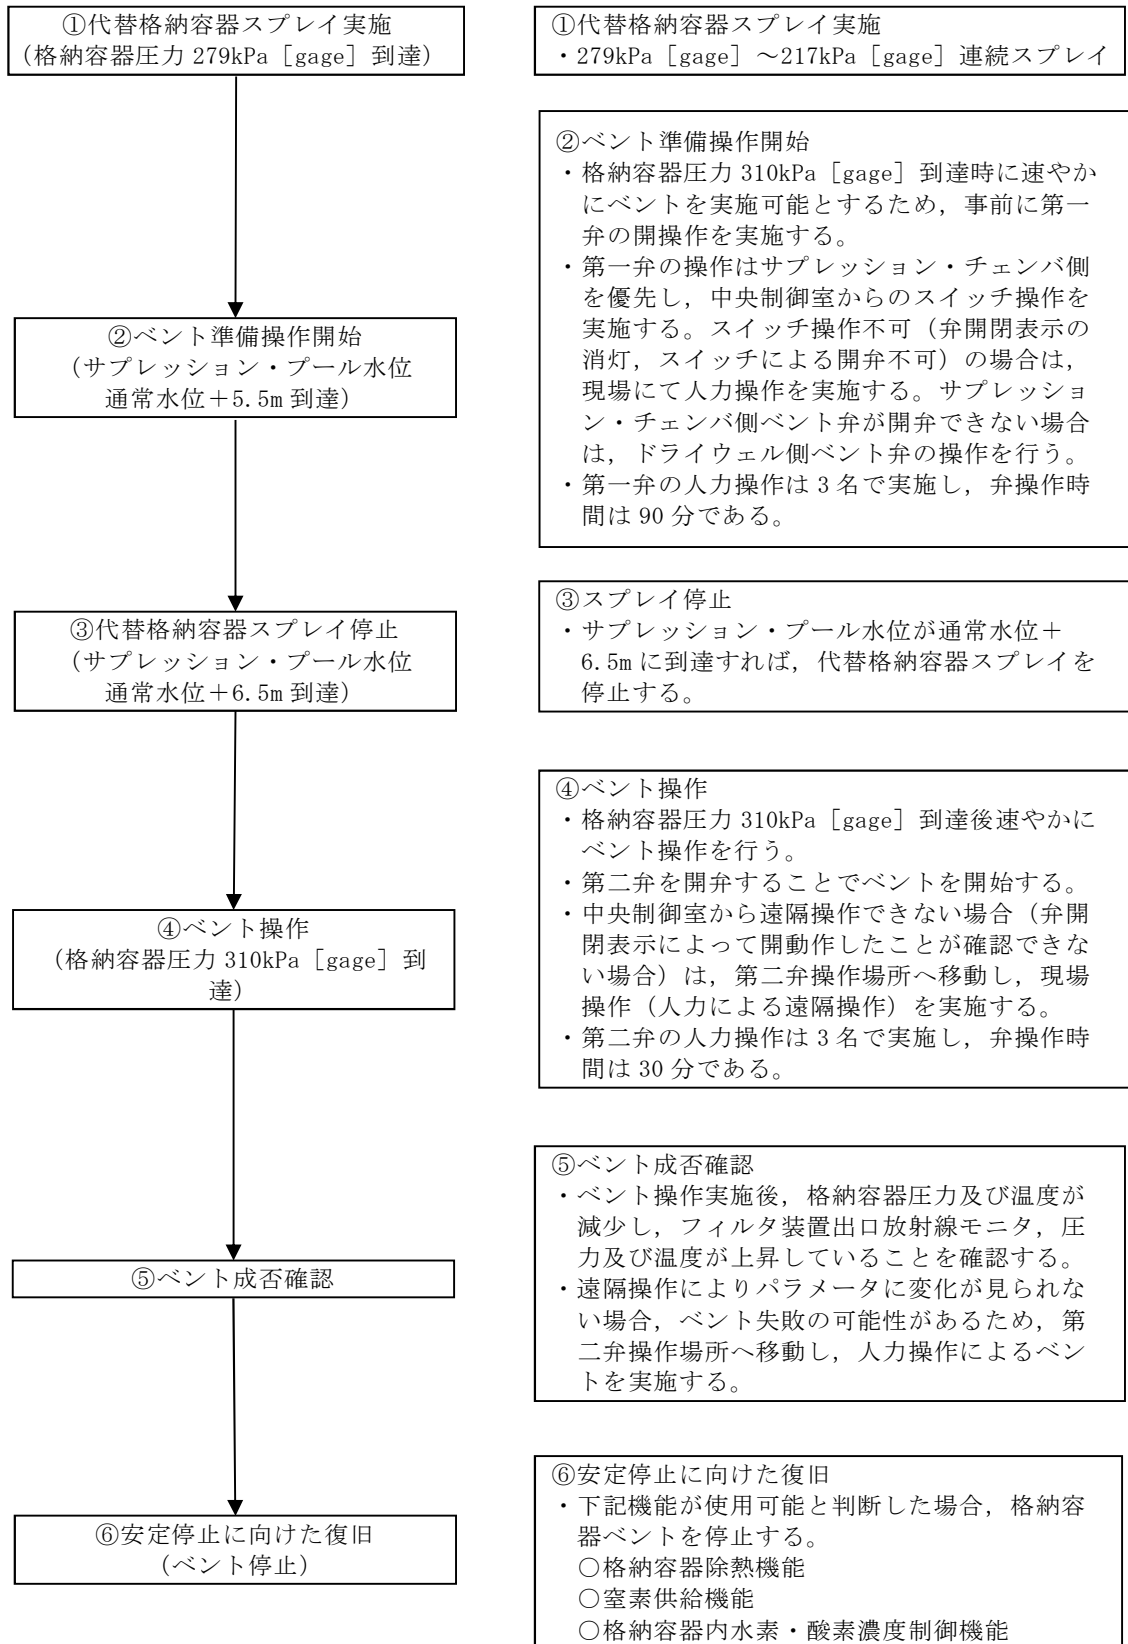 ①代替格納容器スプレイ実施
(格納容器圧力 279kPa［gage］到達)
①代替格納容器スプレイ実施
・279kPa［gage］～217kPa［gage］連続スプレイ
②ベント準備操作開始
(サプレッション・プール水位
通常水位＋5.5m 到達)
②ベント準備操作開始
・格納容器圧力 310kPa［gage］到達時に速やか
にベントを実施可能とするため，事前に第一
弁の開操作を実施する。
・第一弁の操作はサプレッション・チェンバ側
を優先し，中央制御室からのスイッチ操作を
実施する。スイッチ操作不可（弁開閉表示の
消灯，スイッチによる開弁不可）の場合は，
現場にて人力操作を実施する。サプレッショ
ン・チェンバ側ベント弁が開弁できない場合
は，ドライウェル側ベント弁の操作を行う。
・第一弁の人力操作は 3 名で実施し，弁操作時
間は 90 分である。
③代替格納容器スプレイ停止
(サプレッション・プール水位
通常水位＋6.5m 到達)
③スプレイ停止
・サプレッション・プール水位が通常水位＋
6.5m に到達すれば，代替格納容器スプレイを
停止する。
④ベント操作
(格納容器圧力 310kPa［gage］到
達)
④ベント操作
・格納容器圧力 310kPa［gage］到達後速やかに
ベント操作を行う。
・第二弁を開弁することでベントを開始する。
・中央制御室から遠隔操作できない場合（弁開
閉表示によって開動作したことが確認できな
い場合）は，第二弁操作場所へ移動し，現場
操作（人力による遠隔操作）を実施する。
・第二弁の人力操作は 3 名で実施し，弁操作時
間は 30 分である。
⑤ベント成否確認
⑤ベント成否確認
・ベント操作実施後，格納容器圧力及び温度が
減少し，フィルタ装置出口放射線モニタ，圧
力及び温度が上昇していることを確認する。
・遠隔操作によりパラメータに変化が見られな
い場合，ベント失敗の可能性があるため，第
二弁操作場所へ移動し，人力操作によるベン
トを実施する。
⑥安定停止に向けた復旧
(ベント停止)
⑥安定停止に向けた復旧
・下記機能が使用可能と判断した場合，格納容
器ベントを停止する。
○格納容器除熱機能
○窒素供給機能
○格納容器内水素・酸素濃度制御機能